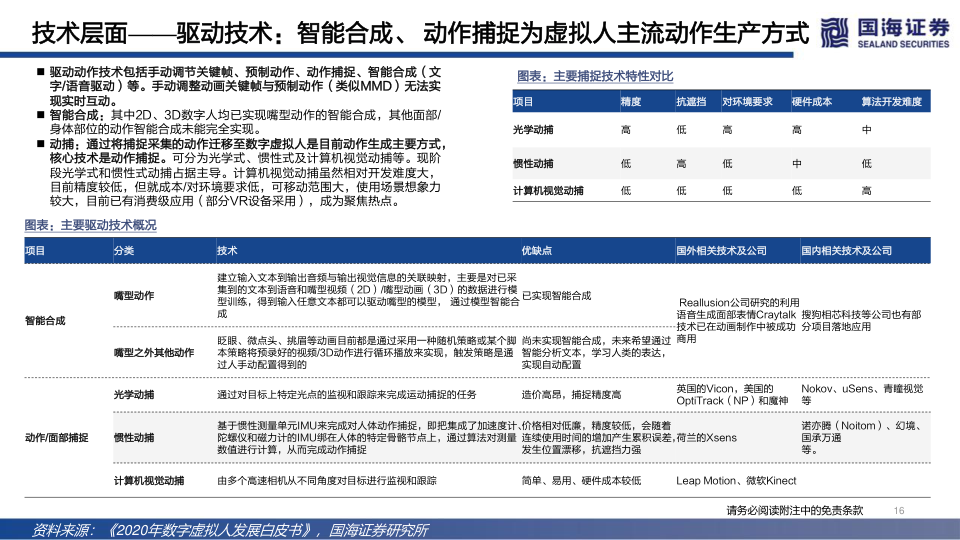 技术层面——驱动技术：智能合成、 动作捕捉为虚拟人主流动作生产方式
国海证券
SEALAND SECURITIES
■ 驱动动作技术包括手动调节关键帧、预制动作、动作捕捉、智能合成（文
字/语音驱动）等。手动调整动画关键帧与预制动作（类似MMD）无法实
现实时互动。
■ 智能合成：其中2D、3D数字人均已实现嘴型动作的智能合成，其他面部/
身体部位的动作智能合成未能完全实现。
■ 动捕：通过将捕捉采集的动作迁移至数字虚拟人是目前动作生成主要方式，
核心技术是动作捕捉。可分为光学式、惯性式及计算机视觉动捕等。现阶
段光学式和惯性式动捕占据主导。计算机视觉动捕虽然相对开发难度大，
目前精度较低，但就成本/对环境要求低，可移动范围大，使用场景想象力
较大，目前已有消费级应用（部分VR设备采用），成为聚焦热点。
图表：主要捕捉技术特性对比
项目 精度 抗遮挡 对环境要求 硬件成本 算法开发难度
光学动捕 高 低 高 高 中
惯性动捕 低 高 低 中 低
计算机视觉动捕 低 低 低 低 高
图表：主要驱动技术概况
项目 分类 技术 优缺点 国外相关技术及公司 国内相关技术及公司
智能合成
嘴型动作
建立输入文本到输出音频与输出视觉信息的关联映射，主要是对已采
集到的文本到语音和嘴型视频（2D）/嘴型动画（3D）的数据进行模
型训练，得到输入任意文本都可以驱动嘴型的模型， 通过模型智能合
成
已实现智能合成
Reallusion公司研究的利用
语音生成面部表情Craytalk
技术已在动画制作中被成功
商用
搜狗相芯科技等公司也有部
分项目落地应用
嘴型之外其他动作
眨眼、微点头、挑眉等动画目前都是通过采用一种随机策略或某个脚
本策略将预录好的视频/3D动作进行循环播放来实现，触发策略是通
过人手动配置得到的
尚未实现智能合成，未来希望通过
智能分析文本，学习人类的表达，
实现自动配置
动作/面部捕捉
光学动捕
通过对目标上特定光点的监视和跟踪来完成运动捕捉的任务
造价高昂，捕捉精度高
英国的Vicon，美国的
OptiTrack（NP）和魔神
Nokov、uSens、青瞳视觉
等
惯性动捕
基于惯性测量单元IMU来完成对人体动作捕捉，即把集成了加速度计、
陀螺仪和磁力计的IMU绑在人体的特定骨骼节点上，通过算法对测量
数值进行计算，从而完成动作捕捉
价格相对低廉，精度较低，会随着
连续使用时间的增加产生累积误差，
发生位置漂移，抗遮挡力强
荷兰的Xsens
诺亦腾（Noitom）、幻境、
国承万通
等。
计算机视觉动捕
由多个高速相机从不同角度对目标进行监视和跟踪
简单、易用、硬件成本较低
Leap Motion、微软Kinect
请务必阅读附注中的免责条款 16
资料来源：《2020年数字虚拟人发展白皮书》，国海证券研究所